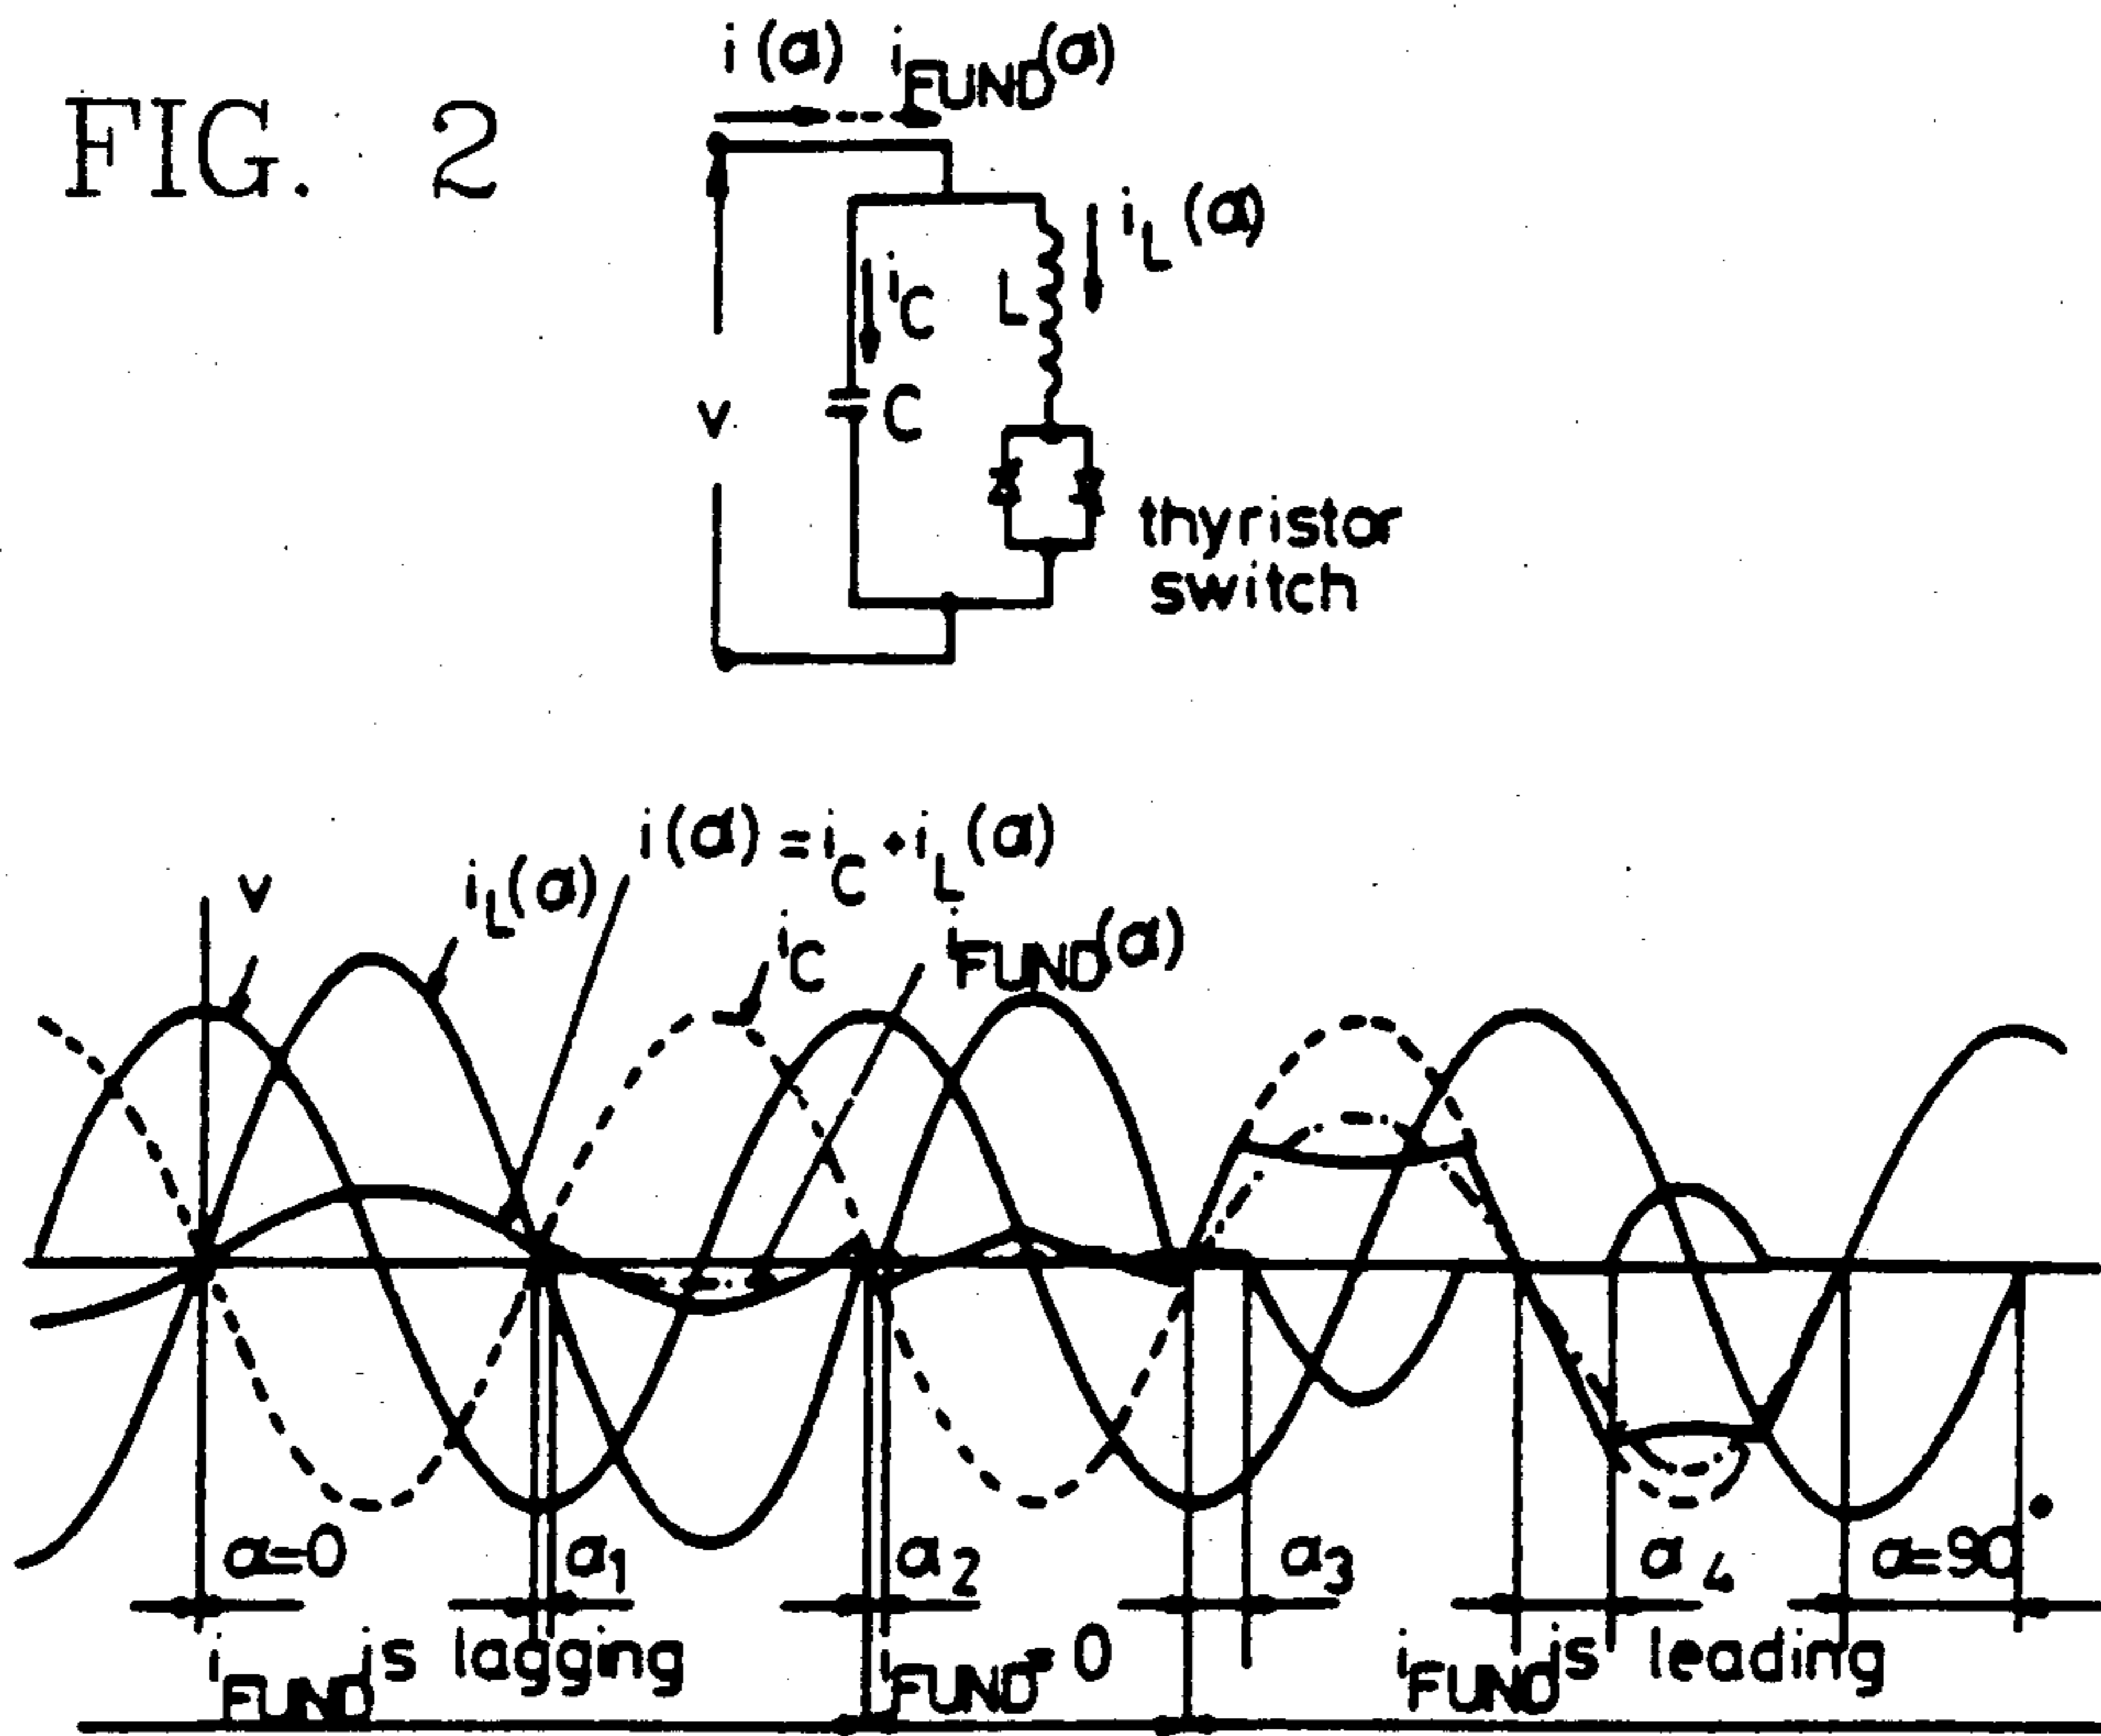 FIG. 2
i(α) iFUND(α)
iL(α)
iC
L
V
C
thyristor
switch
i(α)=iC+iL(α)
V
iL(α)
iC
iFUND(α)
α=0
α1
α2
α3
α4
α=90°
iFUND is lagging
iFUND=0
iFUND is leading